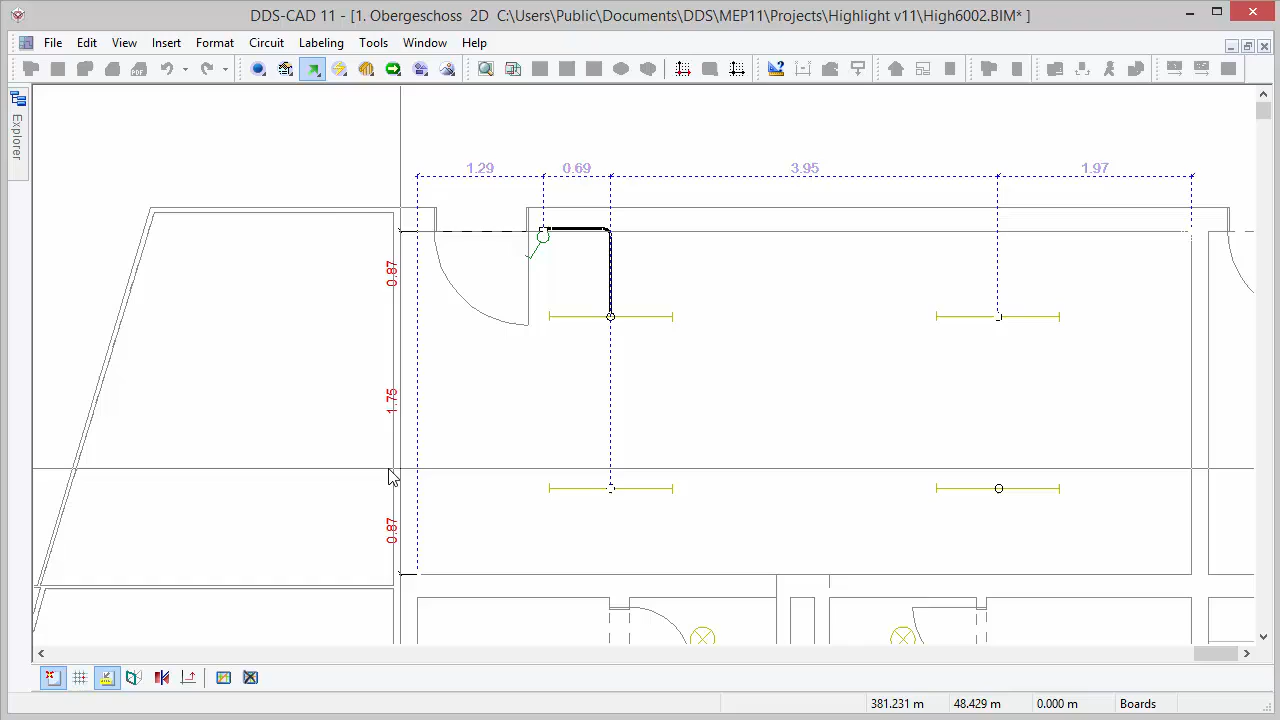 DDS-CAD 11 - [1. Obergeschoss 2D C:\Users\Public\Documents\DDS\MEP11\Projects\Highlight v11\High6002.BIM* ]
File Edit View Insert Format Circuit Labeling Tools Window Help
PDF
Explorer
1.29 0.69 3.95 1.97
0.87
1.75
0.87
381.231 m 48.429 m 0.000 m Boards